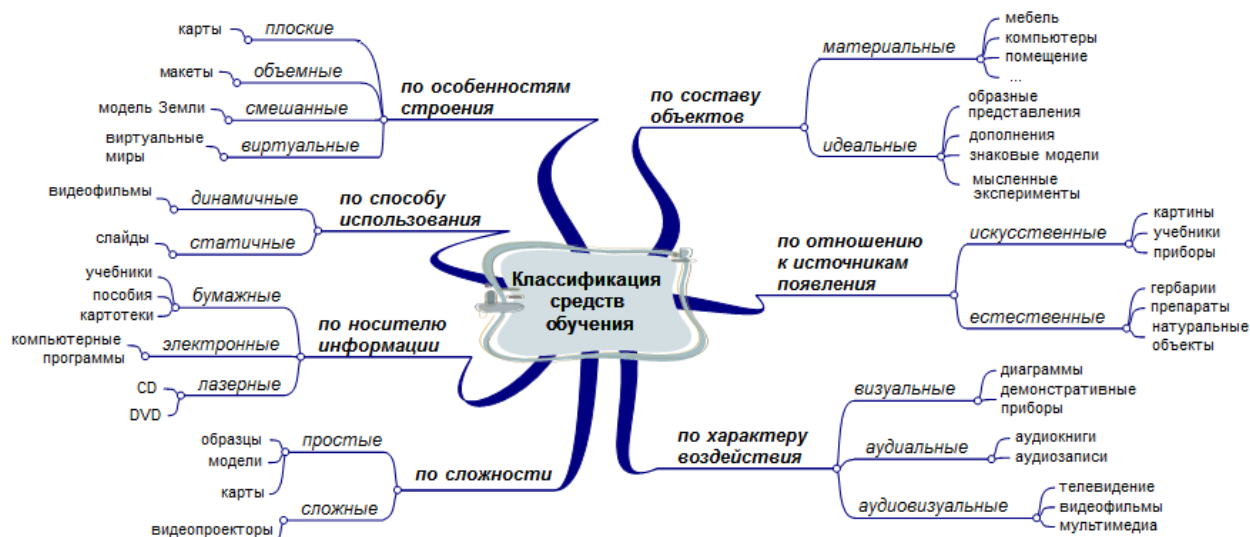 Классификация
средств
обучения
по составу
объектов
материальные
мебель
компьютеры
помещение
...
идеальные
образные
представления
дополнения
знаковые модели
мысленные
эксперименты
по отношению
к источникам
появления
искусственные
картины
учебники
приборы
естественные
гербарии
препараты
натуральные
объекты
по характеру
воздействия
визуальные
диаграммы
демонстративные
приборы
аудиальные
аудиокниги
аудиозаписи
аудиовизуальные
телевидение
видеофильмы
мультимедиа
по особенностям
строения
плоские
карты
объемные
макеты
смешанные
модель Земли
виртуальные
виртуальные
миры
по способу
использования
динамичные
видеофильмы
статичные
слайды
по носителю
информации
бумажные
учебники
пособия
картотеки
электронные
компьютерные
программы
лазерные
CD
DVD
по сложности
простые
образцы
модели
карты
сложные
видеопроекторы